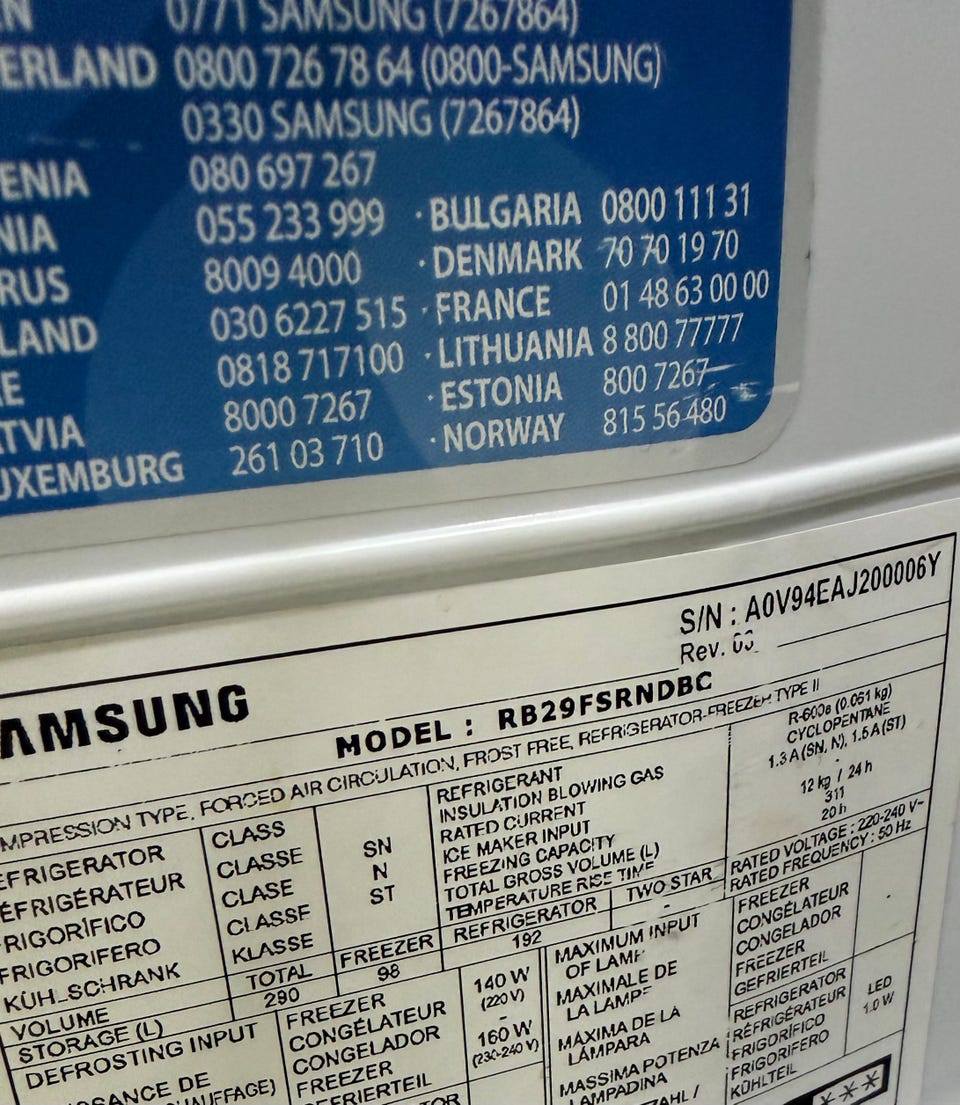 0771 SAMSUNG (7267864)
ERLAND 0800 726 78 64 (0800-SAMSUNG)
0330 SAMSUNG (7267864)
ENIA 080 697 267
NIA 055 233 999 · BULGARIA 0800 111 31
RUS 8009 4000 · DENMARK 70 70 19 70
LAND 030 6227 515 · FRANCE 01 48 63 00 00
E 0818 717100 · LITHUANIA 8 800 77777
TVIA 8000 7267 · ESTONIA 800 7267
UXEMBURG 261 03 710 · NORWAY 815 56 480
S/N : A0V94EAJ200006Y
Rev. 03
AMSUNG MODEL : RB29FSRNDBC
MPRESSION TYPE, FORCED AIR CIRCULATION, FROST FREE, REFRIGERATOR-FREEZER TYPE II
EFRIGERATOR CLASS
ÉFRIGÉRATEUR CLASSE
RIGORÍFICO CLASE
FRIGORIFERO CLASSE
KÜHLSCHRANK KLASSE
SN
N
ST
REFRIGERANT R-600a (0.061 kg)
INSULATION BLOWING GAS CYCLOPENTANE
RATED CURRENT 1.3 A (SN, N), 1.5 A (ST)
ICE MAKER INPUT -
FREEZING CAPACITY 12 kg / 24h
TOTAL GROSS VOLUME (L) 311
TEMPERATURE RISE TIME 20h
RATED VOLTAGE : 220-240 V~
RATED FREQUENCY : 50 Hz
VOLUME
STORAGE (L)
TOTAL FREEZER REFRIGERATOR TWO STAR
290 98 192 -
DEFROSTING INPUT
SSANCE DE
HAUFFAGE)
FREEZER
CONGÉLATEUR
CONGELADOR
FREEZER
EFRIERTEIL
140 W
(220 V)
-
160 W
(230-240 V)
MAXIMUM INPUT
OF LAMP
MAXIMALE DE
LA LAMPE
MÁXIMA DE LA
LÁMPARA
MASSIMA POTENZA
LAMPADINA
ZAHL /
FREEZER
CONGÉLATEUR
CONGELADOR
FREEZER
GEFRIERTEIL
-
REFRIGERATOR
RÉFRIGÉRATEUR
FRIGORÍFICO
FRIGORIFERO
KÜHLTEIL
LED
1.0 W